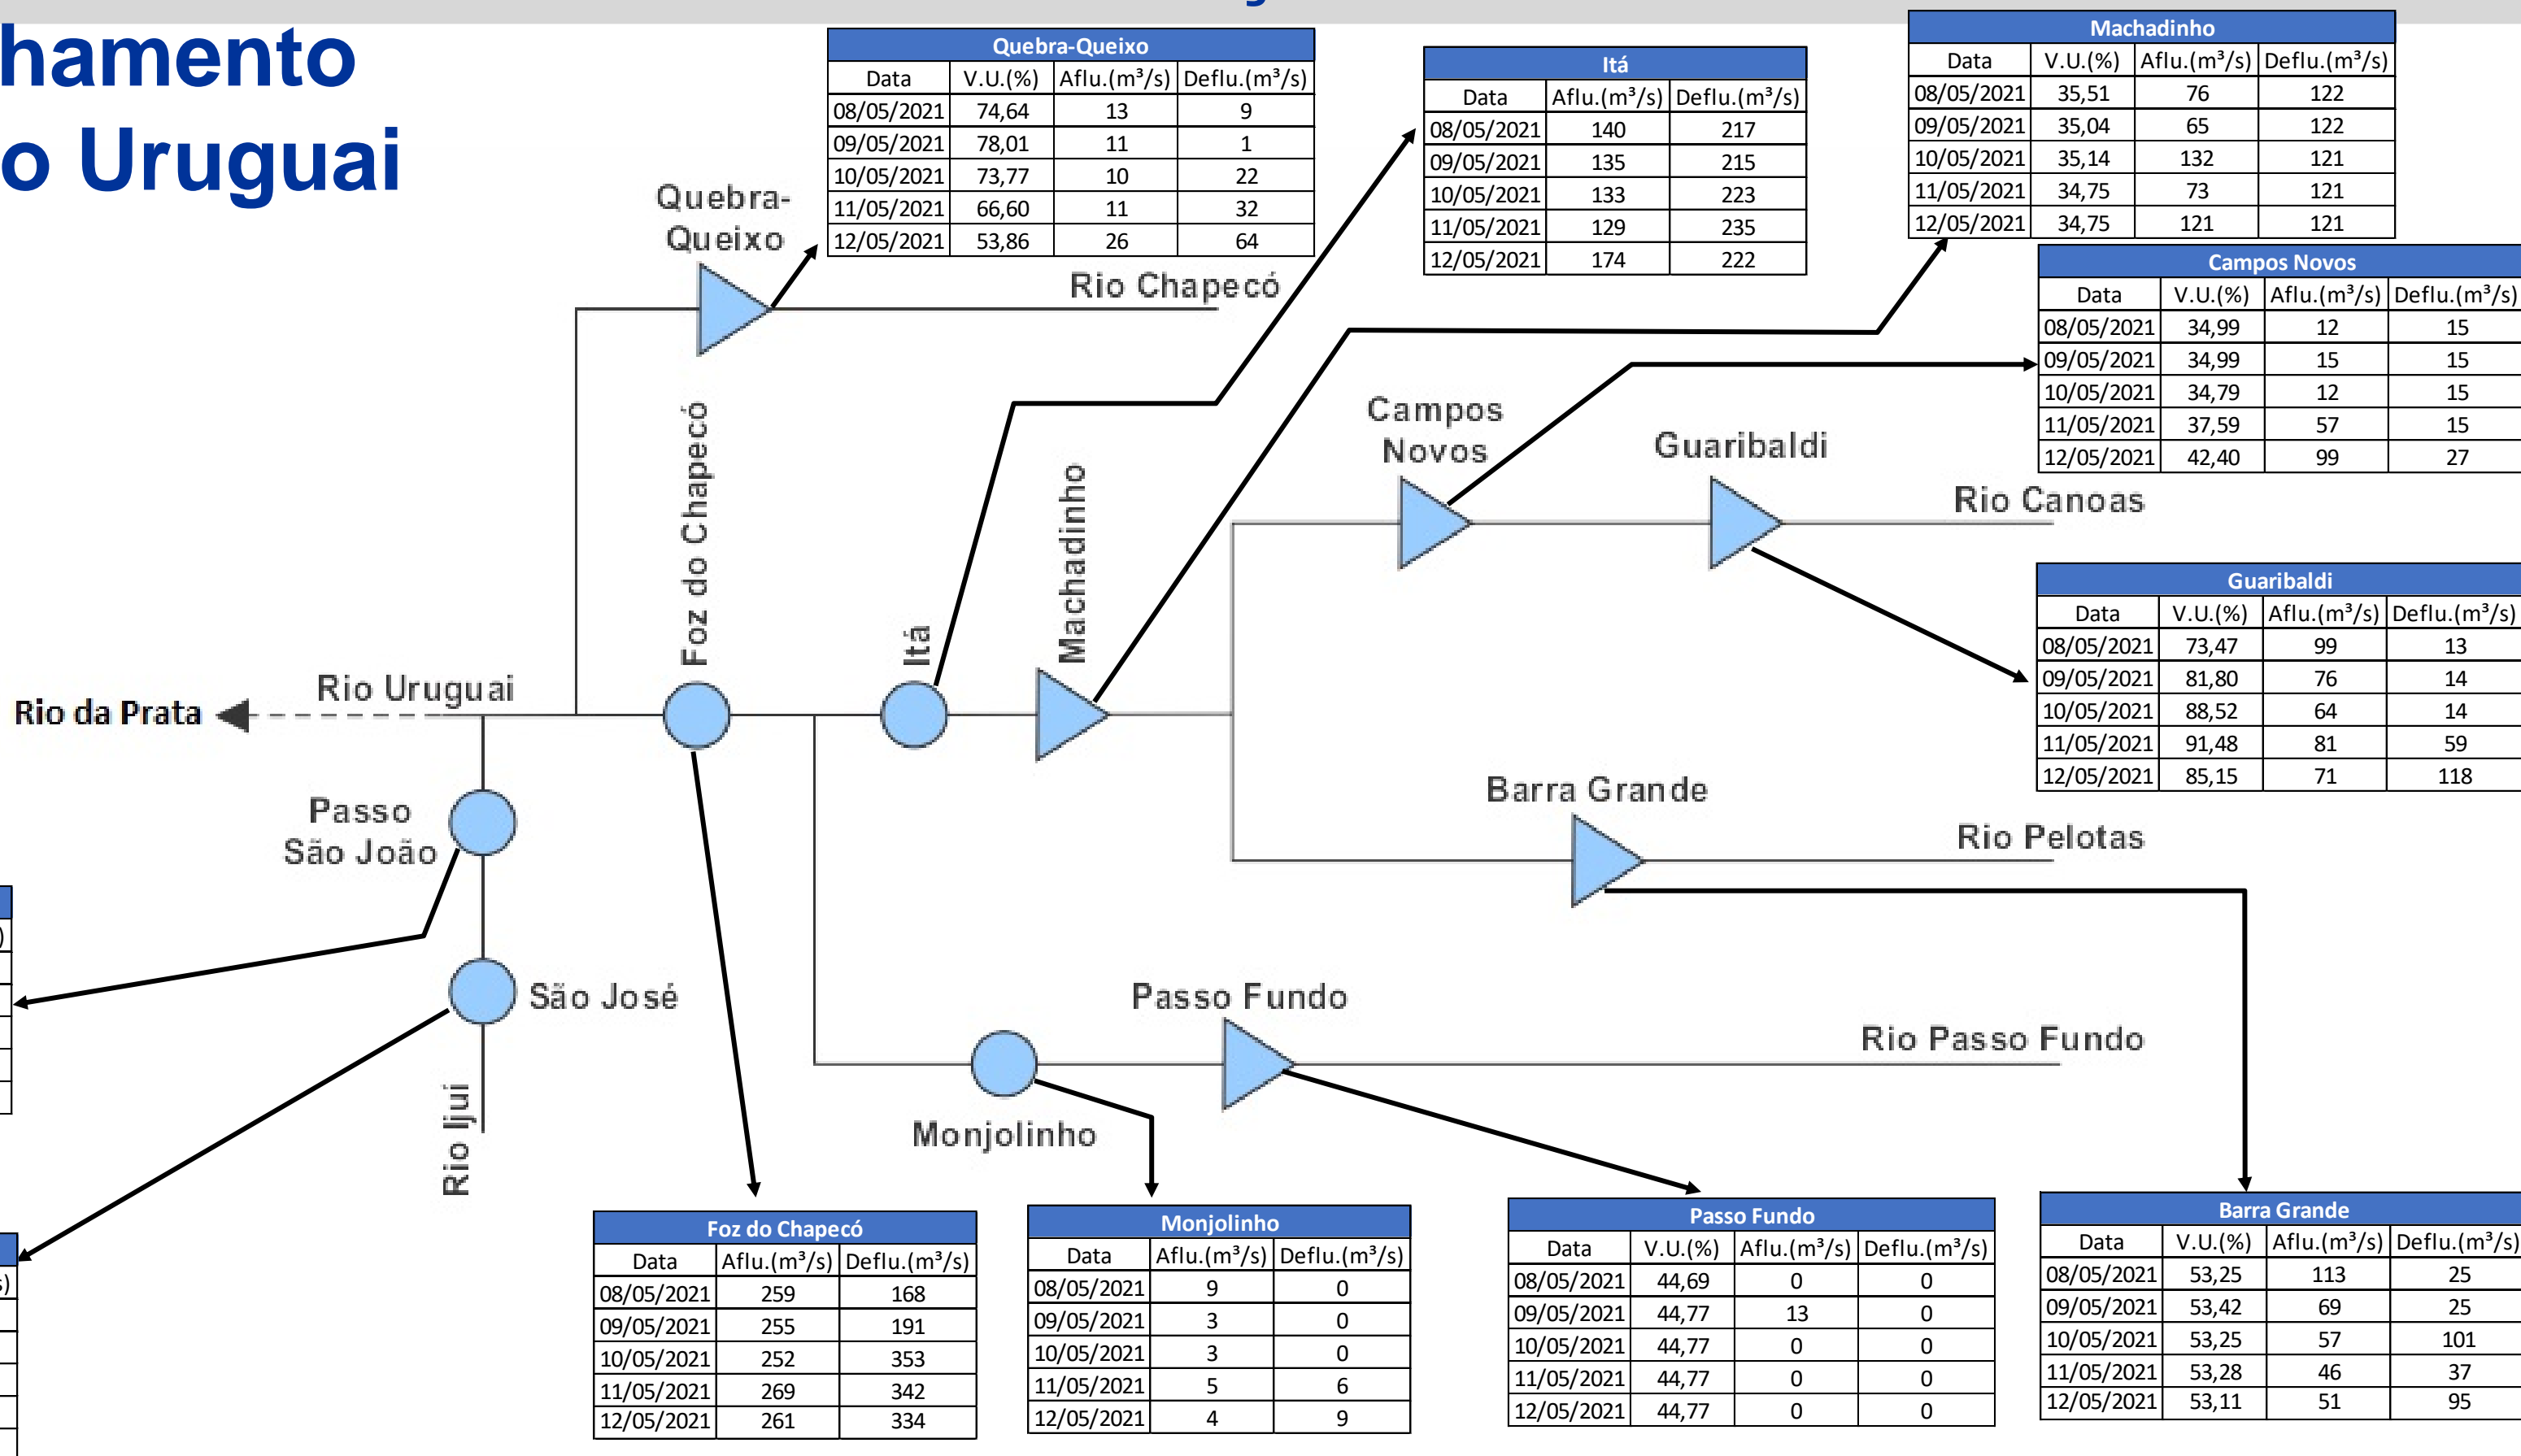 hamento
o Uruguai
Quebra-Queixo
Data V.U.(%) Aflu.(m³/s) Deflu.(m³/s)
08/05/2021 74,64 13 9
09/05/2021 78,01 11 1
10/05/2021 73,77 10 22
11/05/2021 66,60 11 32
12/05/2021 53,86 26 64
Itá
Data Aflu.(m³/s) Deflu.(m³/s)
08/05/2021 140 217
09/05/2021 135 215
10/05/2021 133 223
11/05/2021 129 235
12/05/2021 174 222
Machadinho
Data V.U.(%) Aflu.(m³/s) Deflu.(m³/s)
08/05/2021 35,51 76 122
09/05/2021 35,04 65 122
10/05/2021 35,14 132 121
11/05/2021 34,75 73 121
12/05/2021 34,75 121 121
Campos Novos
Data V.U.(%) Aflu.(m³/s) Deflu.(m³/s)
08/05/2021 34,99 12 15
09/05/2021 34,99 15 15
10/05/2021 34,79 12 15
11/05/2021 37,59 57 15
12/05/2021 42,40 99 27
Quebra-
Queixo
Rio Chapecó
Foz do Chapecó
Itá
Machadinho
Campos
Novos
Guaribaldi
Rio Canoas
Guaribaldi
Data V.U.(%) Aflu.(m³/s) Deflu.(m³/s)
08/05/2021 73,47 99 13
09/05/2021 81,80 76 14
10/05/2021 88,52 64 14
11/05/2021 91,48 81 59
12/05/2021 85,15 71 118
Rio Uruguai
Rio da Prata
Passo
São João
Barra Grande
Rio Pelotas
São José
Rio Ijui
Passo Fundo
Rio Passo Fundo
Monjolinho
Foz do Chapecó
Data Aflu.(m³/s) Deflu.(m³/s)
08/05/2021 259 168
09/05/2021 255 191
10/05/2021 252 353
11/05/2021 269 342
12/05/2021 261 334
Monjolinho
Data Aflu.(m³/s) Deflu.(m³/s)
08/05/2021 9 0
09/05/2021 3 0
10/05/2021 3 0
11/05/2021 5 6
12/05/2021 4 9
Passo Fundo
Data V.U.(%) Aflu.(m³/s) Deflu.(m³/s)
08/05/2021 44,69 0 0
09/05/2021 44,77 13 0
10/05/2021 44,77 0 0
11/05/2021 44,77 0 0
12/05/2021 44,77 0 0
Barra Grande
Data V.U.(%) Aflu.(m³/s) Deflu.(m³/s)
08/05/2021 53,25 113 25
09/05/2021 53,42 69 25
10/05/2021 53,25 57 101
11/05/2021 53,28 46 37
12/05/2021 53,11 51 95